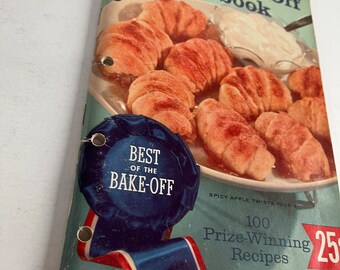 Book
BEST
OF THE
BAKE-OFF
SPICY APPLE TWISTS
100
Prize-Winning
Recipes
25¢